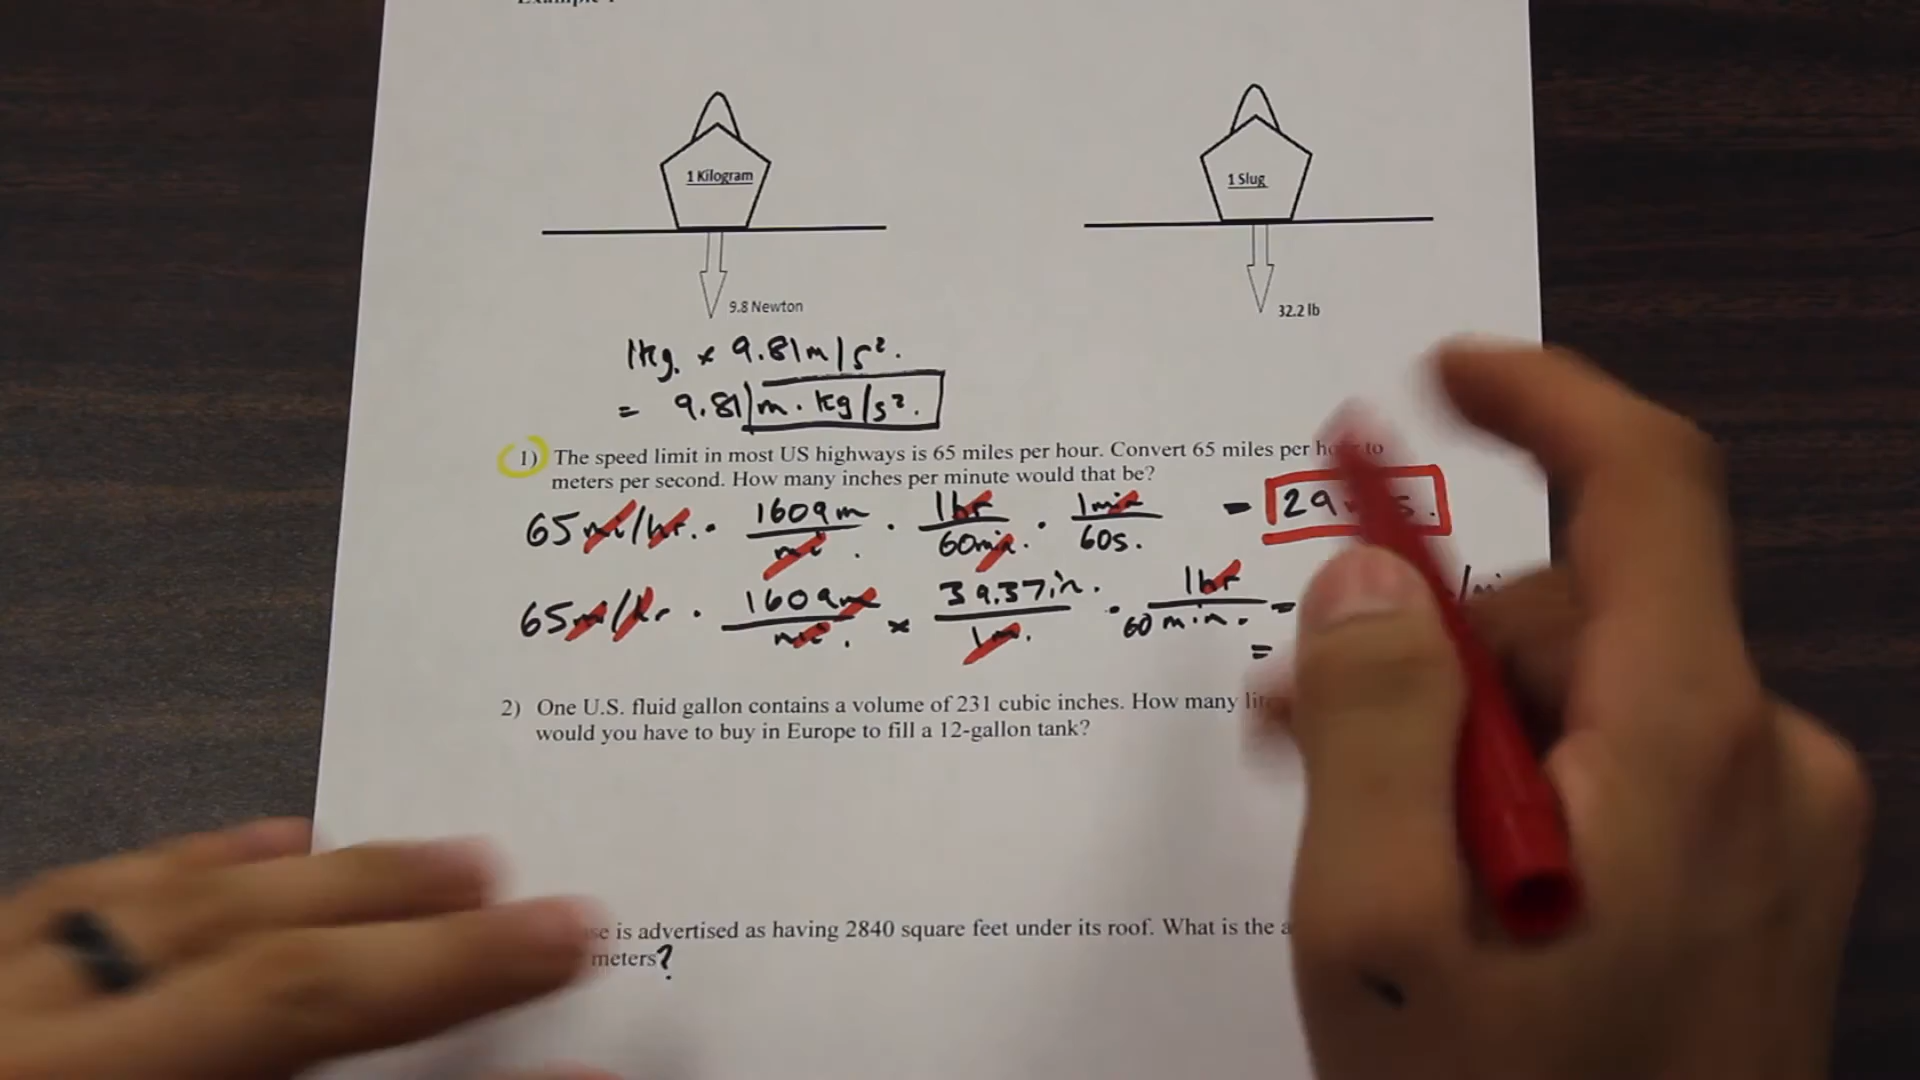 1 Kilogram
1 Slug
9.8 Newton
32.2 lb
1kg. × 9.81m/s².
= 9.81 m·kg/s².
1) The speed limit in most US highways is 65 miles per hour. Convert 65 miles per to
meters per second. How many inches per minute would that be?
65mi/hr. · 1609m/mi. · 1hr/60min. · 1min/60s. = 29
65mi/hr · 1609m/mi. × 39.37in./1m. · 1hr/60min. =
=
2) One U.S. fluid gallon contains a volume of 231 cubic inches. How many
would you have to buy in Europe to fill a 12-gallon tank?
is advertised as having 2840 square feet under its roof. What is the
meters?